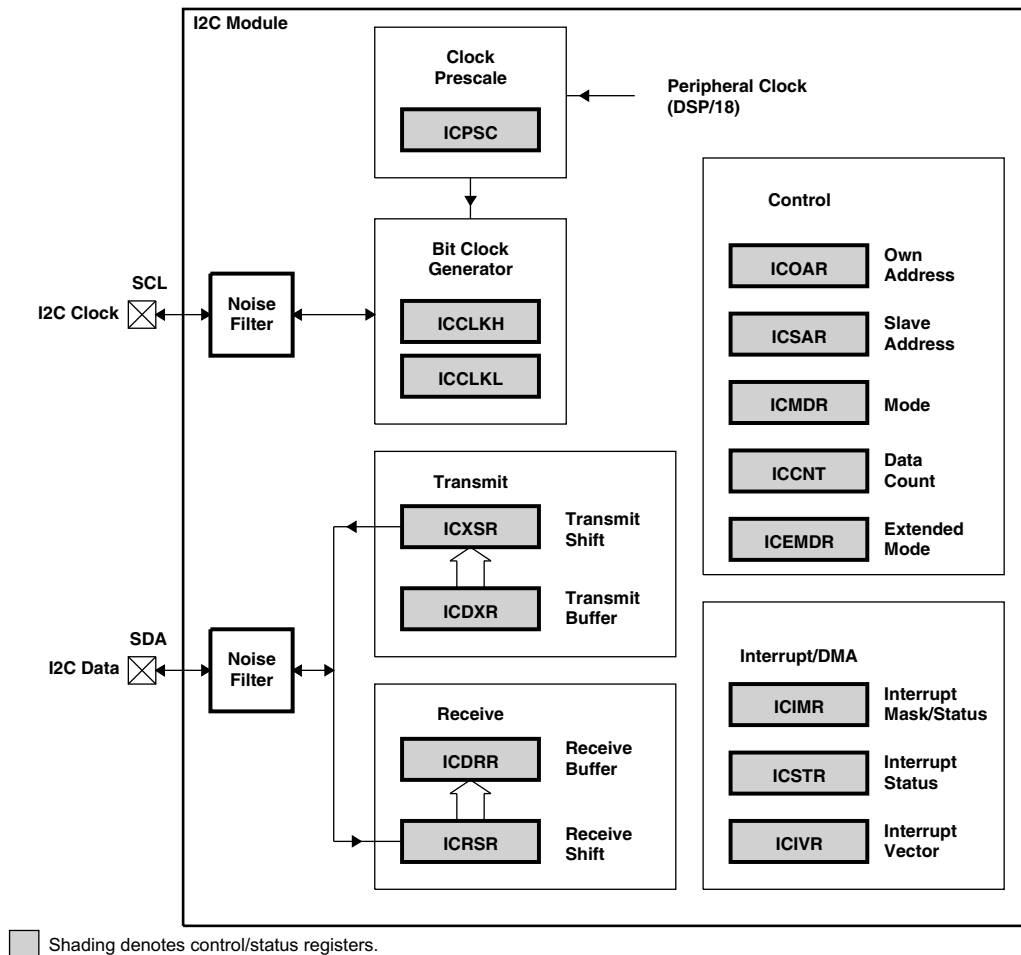 I2C Module
Clock
Prescale
ICPSC
Peripheral Clock
(DSP/18)
Bit Clock
Generator
ICCLKH
ICCLKL
SCL
I2C Clock
Noise
Filter
Control
ICOAR
Own
Address
ICSAR
Slave
Address
ICMDR
Mode
ICCNT
Data
Count
ICEMDR
Extended
Mode
Transmit
ICXSR
Transmit
Shift
ICDXR
Transmit
Buffer
SDA
I2C Data
Noise
Filter
Receive
ICDRR
Receive
Buffer
ICRSR
Receive
Shift
Interrupt/DMA
ICIMR
Interrupt
Mask/Status
ICSTR
Interrupt
Status
ICIVR
Interrupt
Vector
Shading denotes control/status registers.